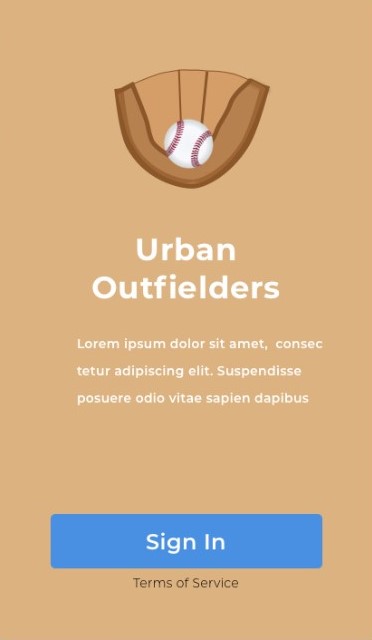 Urban
Outfielders
Lorem ipsum dolor sit amet,  consec
tetur adipiscing elit. Suspendisse
posuere odio vitae sapien dapibus
Sign In
Terms of Service